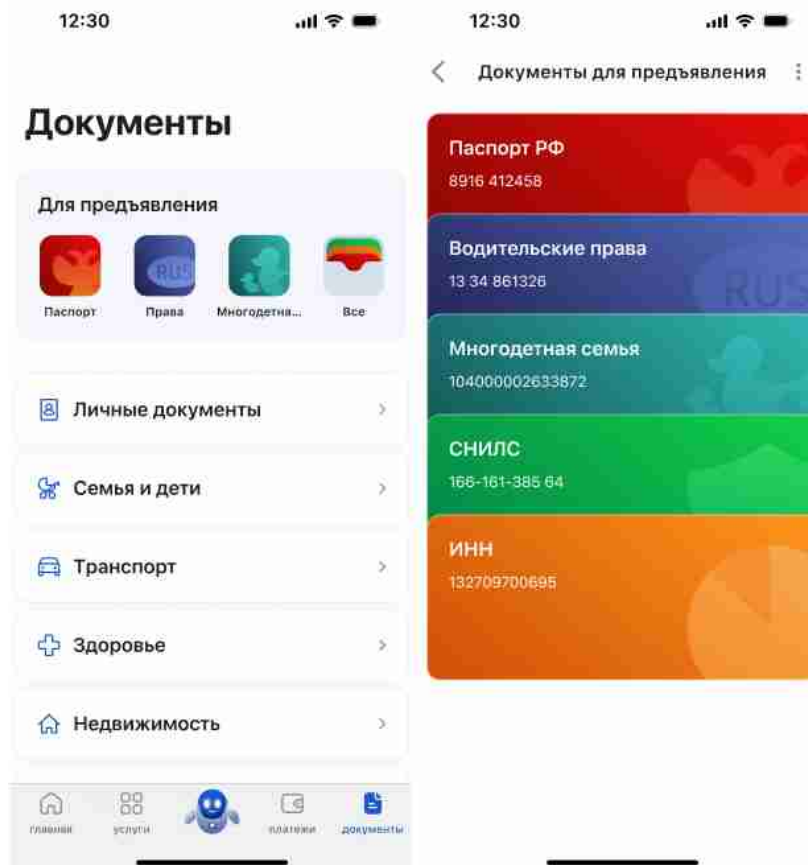 12:30
Документы
Для предъявления
RUS
Паспорт
Права
Многодетна...
Все
Личные документы
Семья и дети
Транспорт
Здоровье
Недвижимость
главная
услуги
платежи
документы
12:30
Документы для предъявления
Паспорт РФ
8916 412458
Водительские права
13 34 861326
RUS
Многодетная семья
104000002633872
СНИЛС
166-161-385 64
ИНН
132709700695